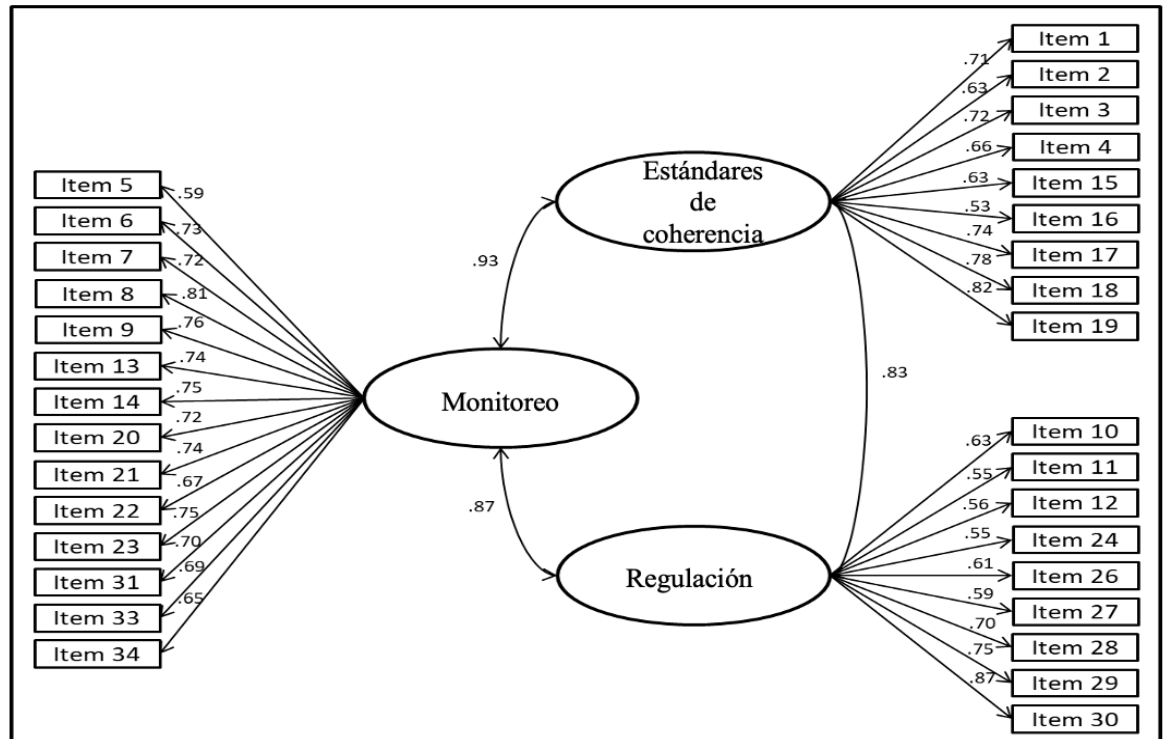 Item 5
.59
Item 6
.73
Item 7
.72
Item 8
.81
Item 9
.76
Item 13
.74
Item 14
.75
Item 20
.72
Item 21
.74
Item 22
.67
Item 23
.75
Item 31
.70
Item 33
.69
Item 34
.65
Monitoreo
.93
.87
Estándares
de
coherencia
.83
Regulación
Item 1
.71
Item 2
.63
Item 3
.72
Item 4
.66
Item 15
.63
Item 16
.53
Item 17
.74
Item 18
.78
Item 19
.82
Item 10
.63
Item 11
.55
Item 12
.56
Item 24
.55
Item 26
.61
Item 27
.59
Item 28
.70
Item 29
.75
Item 30
.87